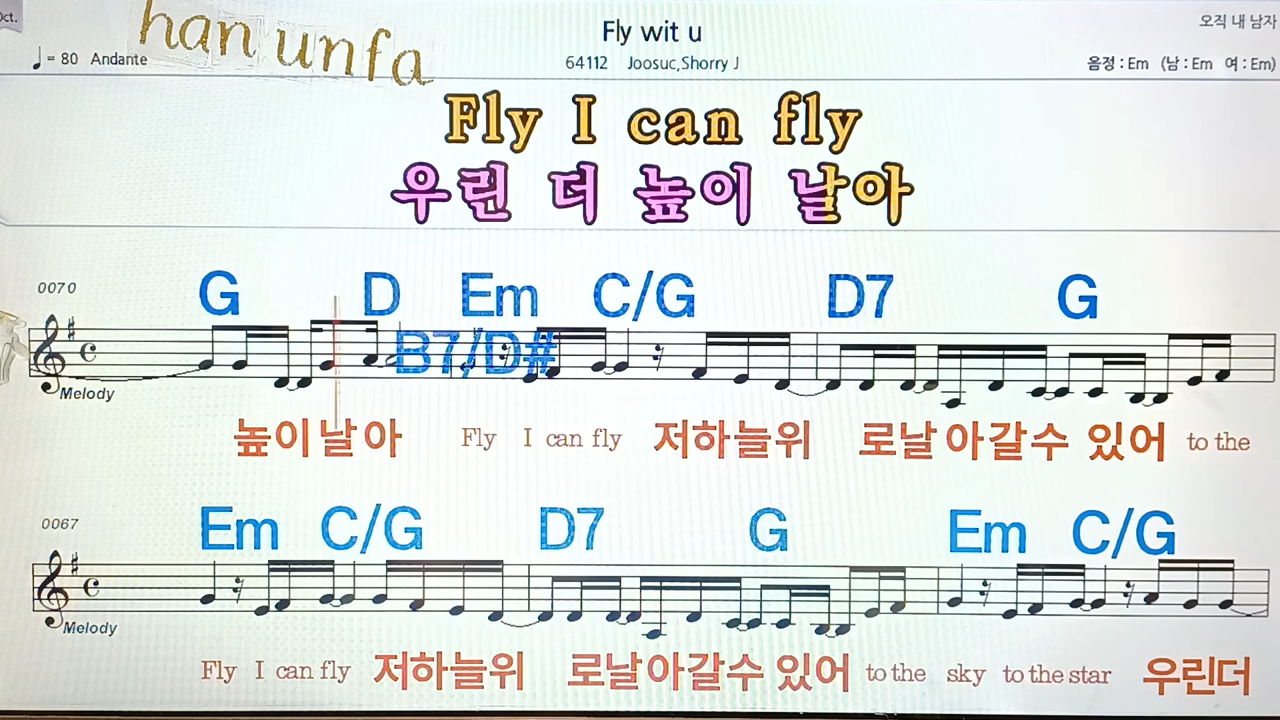 Oct.
han unfa
Fly wit u
오직 내 남자
♩= 80 Andante
64112 Joosuc,Shorry J
음정 : Em (남 : Em 여 : Em)
Fly I can fly
우린 더 높이 날아
0070
G D Em C/G D7 G
B7/D#
Melody
높이날아 Fly I can fly 저하늘위 로날아갈수 있어 to the
0067
Em C/G D7 G Em C/G
Melody
Fly I can fly 저하늘위 로날아갈수 있어 to the sky to the star 우린더